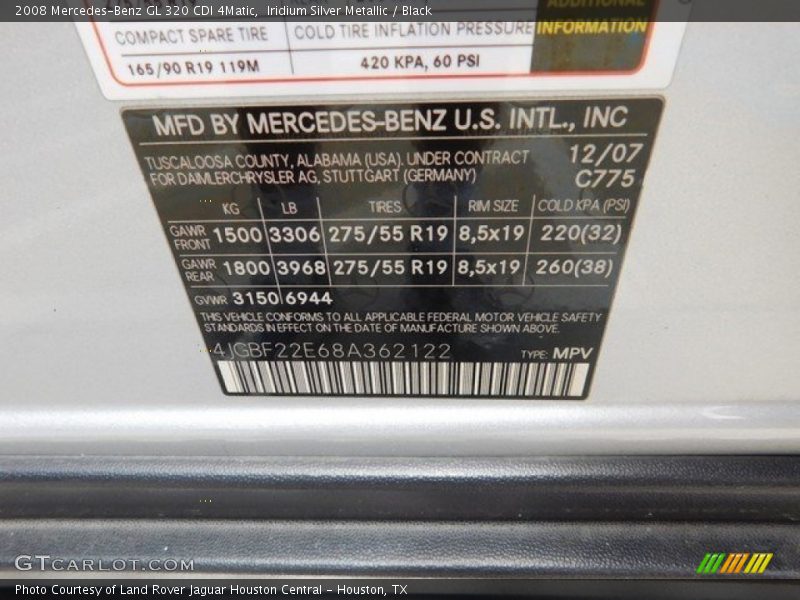 2008 Mercedes-Benz GL 320 CDI 4Matic, Iridium Silver Metallic / Black
ADDITIONAL
COMPACT SPARE TIRE COLD TIRE INFLATION PRESSURE INFORMATION
165/90 R19 119M 420 KPA, 60 PSI
MFD BY MERCEDES-BENZ U.S. INTL., INC
TUSCALOOSA COUNTY, ALABAMA (USA). UNDER CONTRACT 12/07
FOR DAIMLERCHRYSLER AG, STUTTGART (GERMANY) C775
KG LB TIRES RIM SIZE COLD KPA (PSI)
GAWR FRONT 1500 3306 275/55 R19 8,5x19 220(32)
GAWR REAR 1800 3968 275/55 R19 8,5x19 260(38)
GVWR 3150 6944
THIS VEHICLE CONFORMS TO ALL APPLICABLE FEDERAL MOTOR VEHICLE SAFETY
STANDARDS IN EFFECT ON THE DATE OF MANUFACTURE SHOWN ABOVE.
4JGBF22E68A362122 TYPE: MPV
GTCARLOT.COM
Photo Courtesy of Land Rover Jaguar Houston Central - Houston, TX